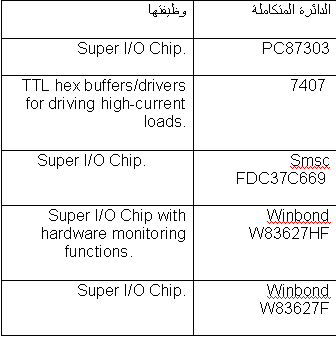 الدائرة المتكاملة
وظيفتها
PC87303
Super I/O Chip.
7407
TTL hex buffers/drivers
for driving high-current
loads.
Smsc
FDC37C669
Super I/O Chip.
Winbond
W83627HF
Super I/O Chip with
hardware monitoring
functions.
Winbond
W83627F
Super I/O Chip.